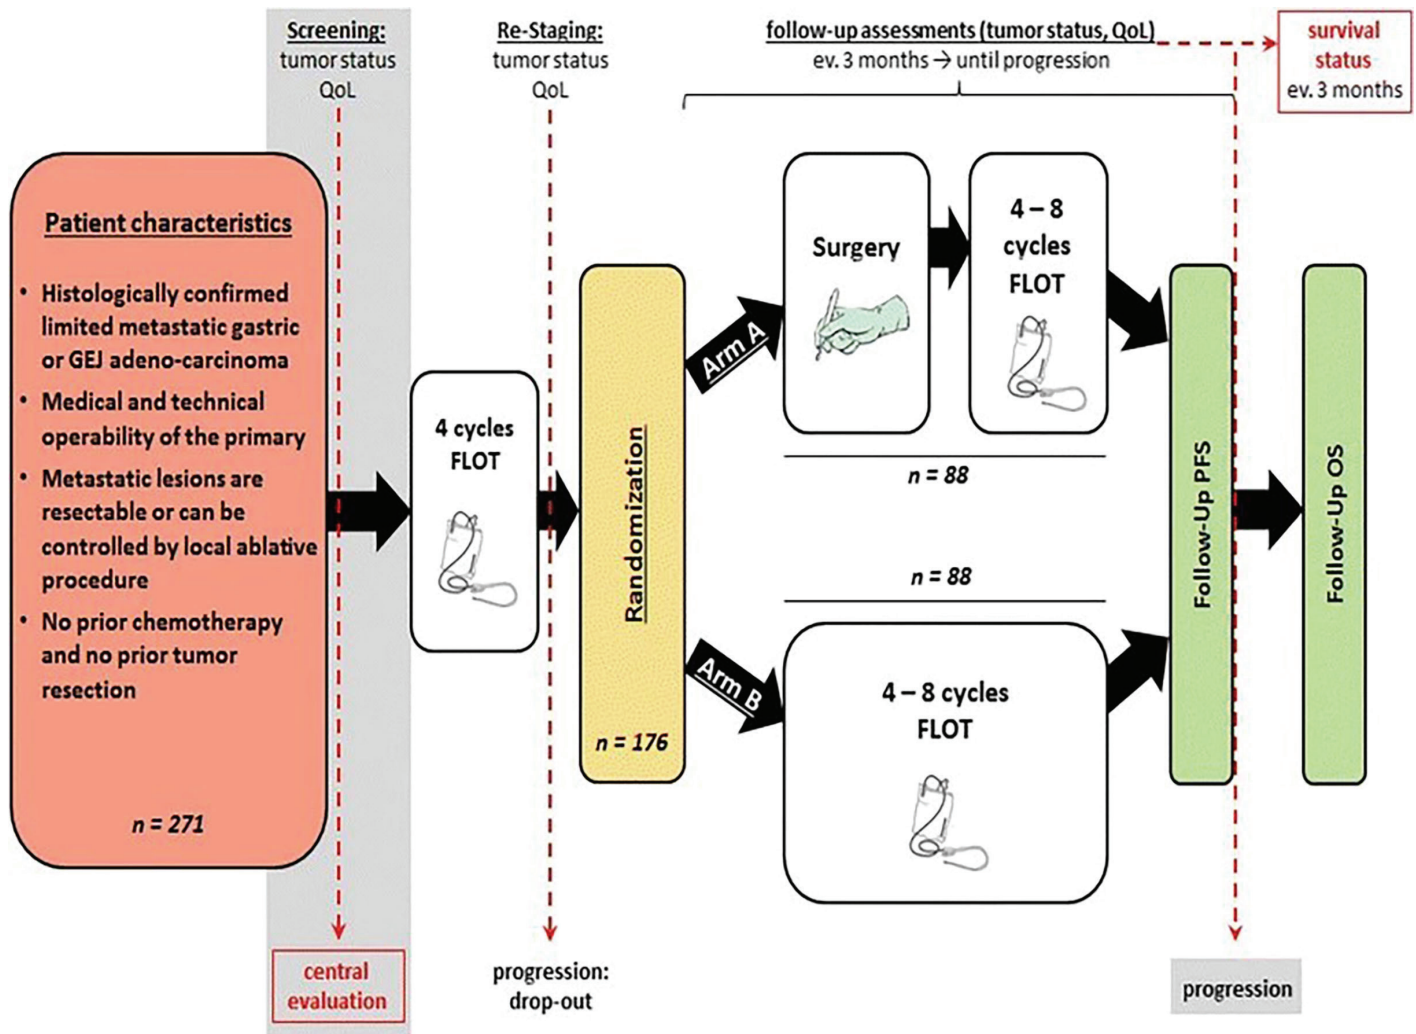 Screening:
tumor status
QoL
Re-Staging:
tumor status
QoL
follow-up assessments (tumor status, QoL)
ev. 3 months → until progression
survival
status
ev. 3 months
Patient characteristics
• Histologically confirmed
limited metastatic gastric
or GEJ adeno-carcinoma
• Medical and technical
operability of the primary
• Metastatic lesions are
resectable or can be
controlled by local ablative
procedure
• No prior chemotherapy
and no prior tumor
resection
n = 271
4 cycles
FLOT
Randomization
n = 176
Arm A
Surgery
4 – 8
cycles
FLOT
n = 88
n = 88
Arm B
4 – 8 cycles
FLOT
Follow-Up PFS
Follow-Up OS
central
evaluation
progression:
drop-out
progression